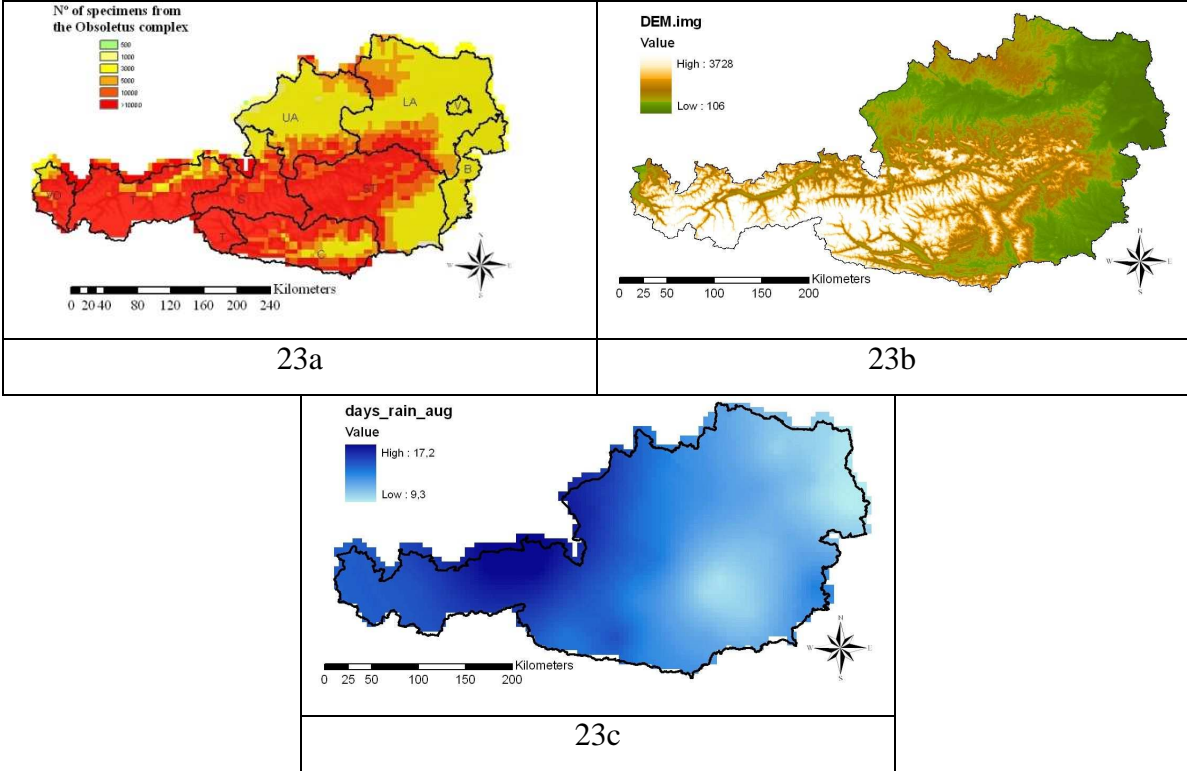 Nº of specimens from
the Obsoletus complex
500
1000
3000
5000
10000
>10000
UA
LA
V
B
ST
S
T
VO
T
C
N
W E
S
Kilometers
0 20 40 80 120 160 200 240
23a
DEM.img
Value
High : 3728
Low : 106
N
W E
S
Kilometers
0 25 50 100 150 200
23b
days_rain_aug
Value
High : 17,2
Low : 9,3
N
W E
S
Kilometers
0 25 50 100 150 200
23c